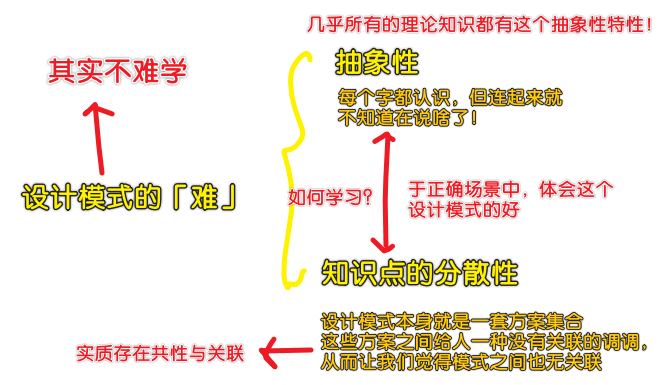 几乎所有的理论知识都有这个抽象性特性！
抽象性
其实不难学
每个字都认识，但连起来就
不知道在说啥了！
设计模式的「难」
如何学习？
于正确场景中，体会这个
设计模式的好
知识点的分散性
设计模式本身就是一套方案集合
这些方案之间给人一种没有关联的调调，
从而让我们觉得模式之间也无关联
实质存在共性与关联